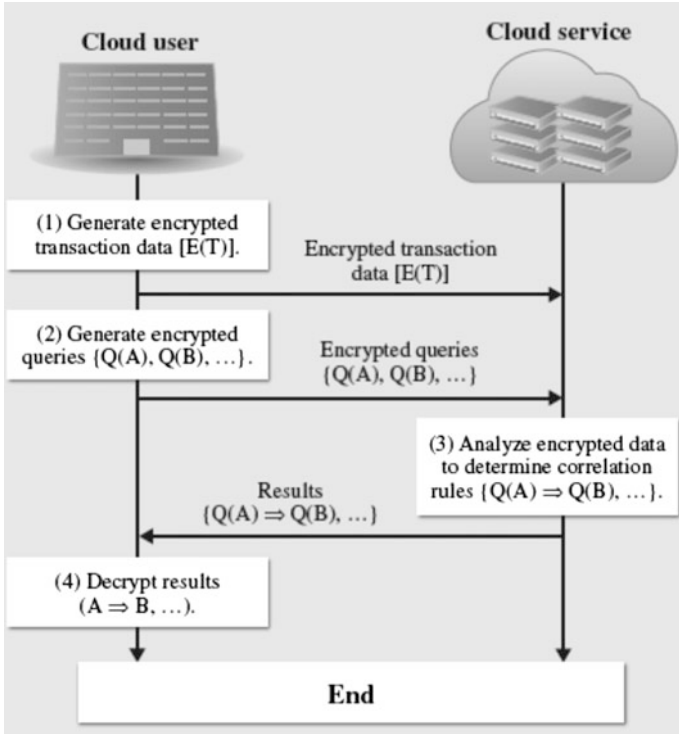 Cloud user
Cloud service
(1) Generate encrypted
transaction data [E(T)].
Encrypted transaction
data [E(T)]
(2) Generate encrypted
queries {Q(A), Q(B), …}.
Encrypted queries
{Q(A), Q(B), …}
(3) Analyze encrypted data
to determine correlation
rules {Q(A) ⇒ Q(B), …}.
Results
{Q(A) ⇒ Q(B), …}
(4) Decrypt results
(A ⇒ B, …).
End